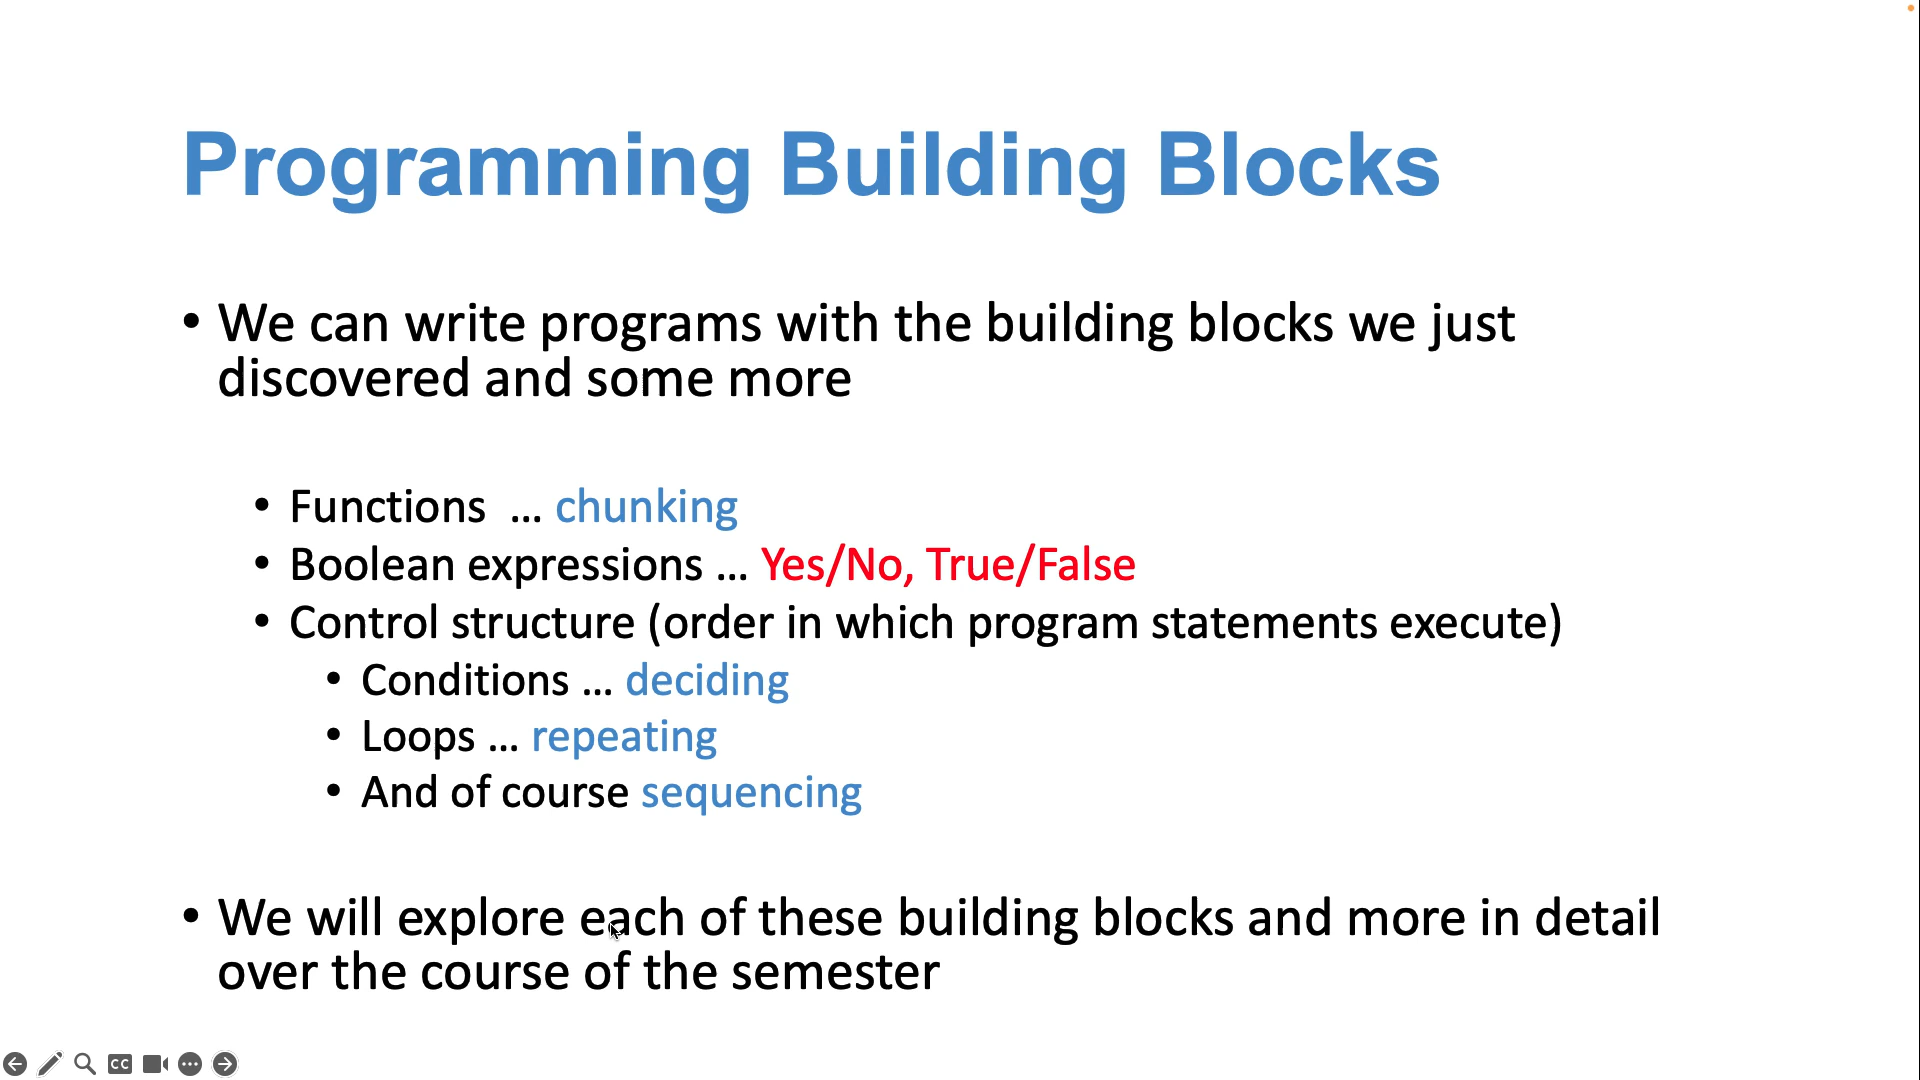 Programming Building Blocks
• We can write programs with the building blocks we just
discovered and some more
• Functions ... chunking
• Boolean expressions ... Yes/No, True/False
• Control structure (order in which program statements execute)
• Conditions ... deciding
• Loops ... repeating
• And of course sequencing
• We will explore each of these building blocks and more in detail
over the course of the semester
CC